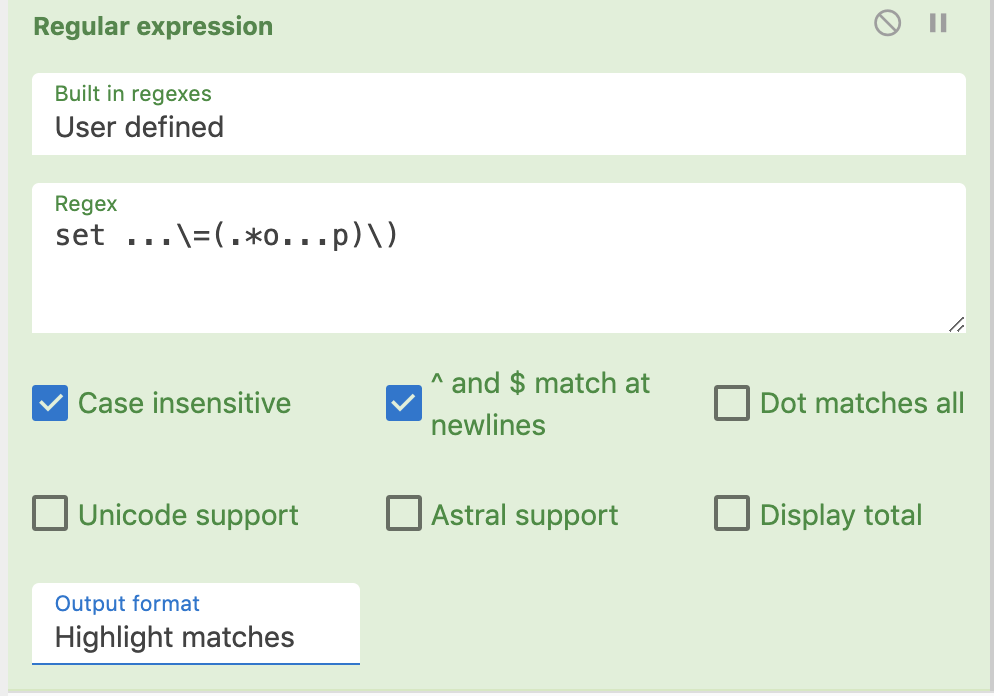 Regular expression
Built in regexes
User defined
Regex
set ...\=(.*o...p)\)
Case insensitive
^ and $ match at
newlines
Dot matches all
Unicode support
Astral support
Display total
Output format
Highlight matches